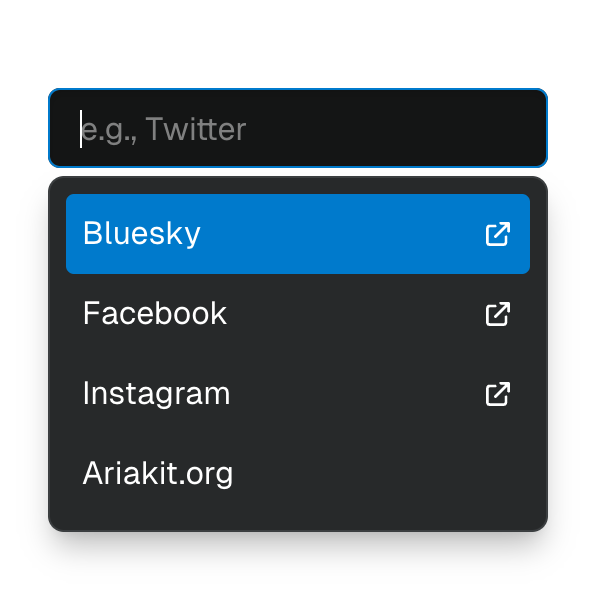 e.g., Twitter
Bluesky
Facebook
Instagram
Ariakit.org